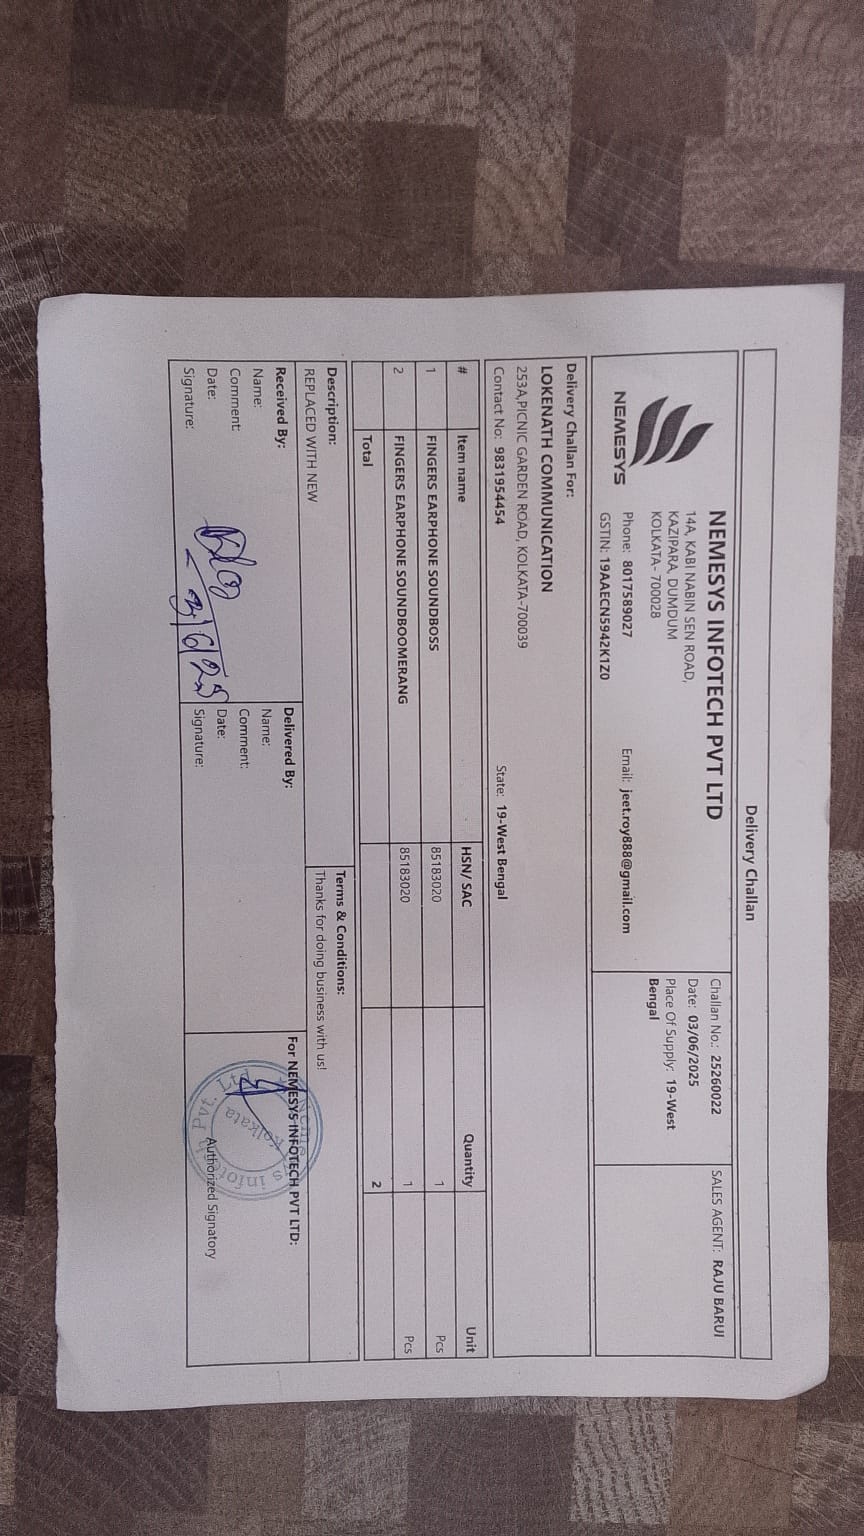 Delivery Challan
NEMESYS
NEMESYS INFOTECH PVT LTD
14A, KABI NABIN SEN ROAD,
KAZIPARA, DUMDUM
KOLKATA- 700028
Phone: 8017589027 Email: jeet.roy888@gmail.com
GSTIN: 19AAECN5942K1Z0
Challan No.: 25260022
Date: 03/06/2025
Place Of Supply: 19-West
Bengal
SALES AGENT: RAJU BARUI
Delivery Challan For:
LOKENATH COMMUNICATION
253A,PICNIC GARDEN ROAD, KOLKATA-700039
Contact No: 9831954454 State: 19-West Bengal
# Item name HSN/ SAC Quantity Unit
1 FINGERS EARPHONE SOUNDBOSS 85183020 1 Pcs
2 FINGERS EARPHONE SOUNDBOOMERANG 85183020 1 Pcs
Total 2
Description:
REPLACED WITH NEW
Terms & Conditions:
Thanks for doing business with us!
Received By:
Name:
Comment:
Date:
Signature:
3/6/25
Delivered By:
Name:
Comment:
Date:
Signature:
For NEMESYS INFOTECH PVT LTD:
Nemesys Infotech Pvt. Ltd
Kolkata
Authorized Signatory